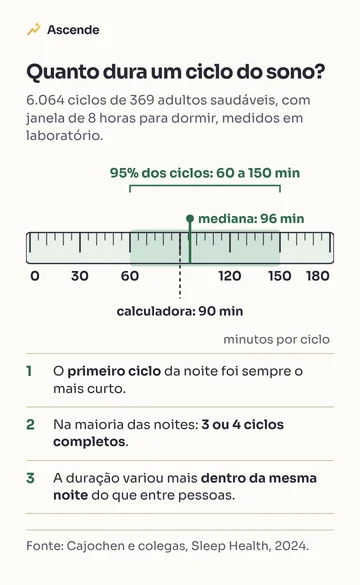 Ascende
Quanto dura um ciclo do sono?
6.064 ciclos de 369 adultos saudáveis, com
janela de 8 horas para dormir, medidos em
laboratório.
95% dos ciclos: 60 a 150 min
mediana: 96 min
0 30 60 120 150 180
calculadora: 90 min
minutos por ciclo
1 O primeiro ciclo da noite foi sempre o
mais curto.
2 Na maioria das noites: 3 ou 4 ciclos
completos.
3 A duração variou mais dentro da mesma
noite do que entre pessoas.
Fonte: Cajochen e colegas, Sleep Health, 2024.